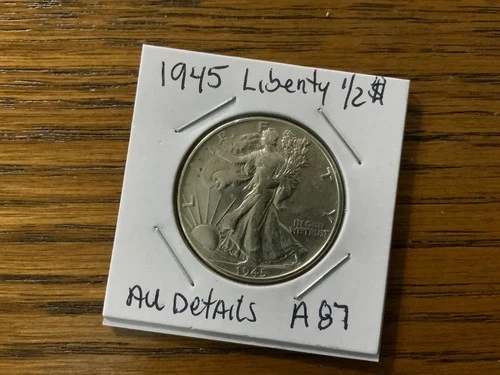 1945 Liberty 1/2$
LIBERTY
IN GOD
WE TRUST
1945
AU DetAils A87